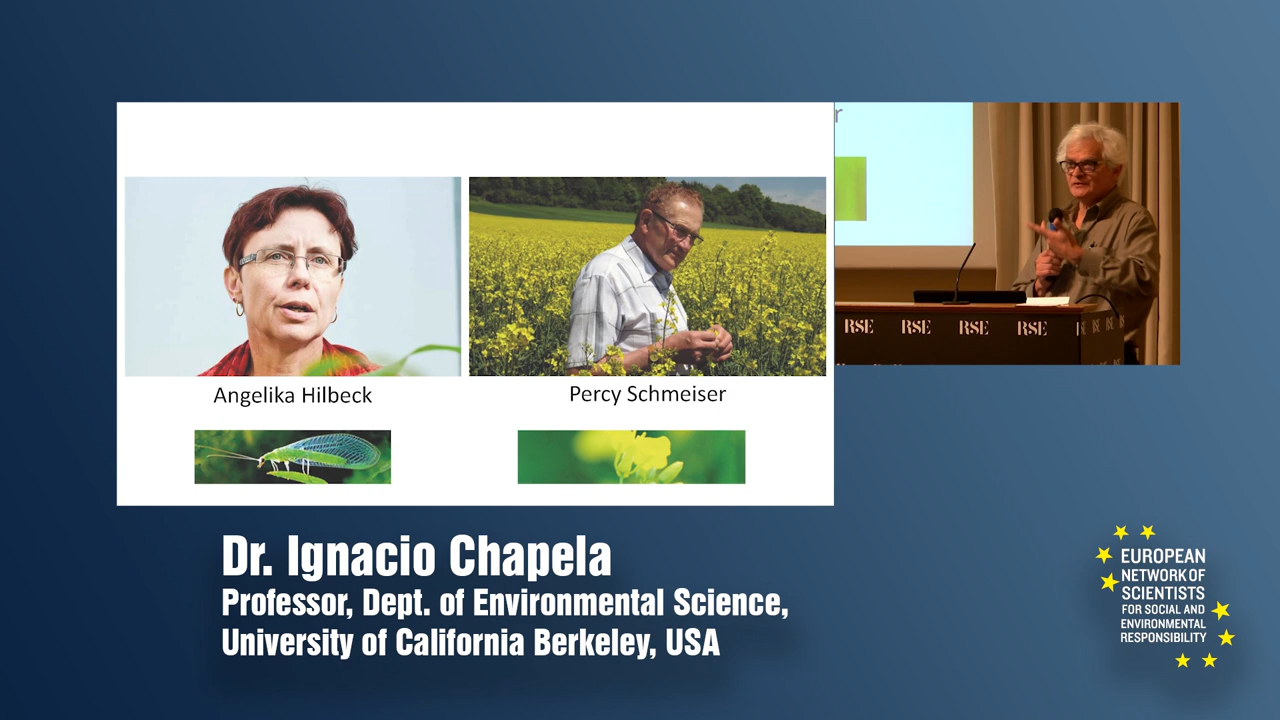 Angelika Hilbeck
Percy Schmeiser
r
RSE RSE RSE RSE RSE
Dr. Ignacio Chapela
Professor, Dept. of Environmental Science,
University of California Berkeley, USA
EUROPEAN
NETWORK OF
SCIENTISTS
FOR SOCIAL AND
ENVIRONMENTAL
RESPONSIBILITY